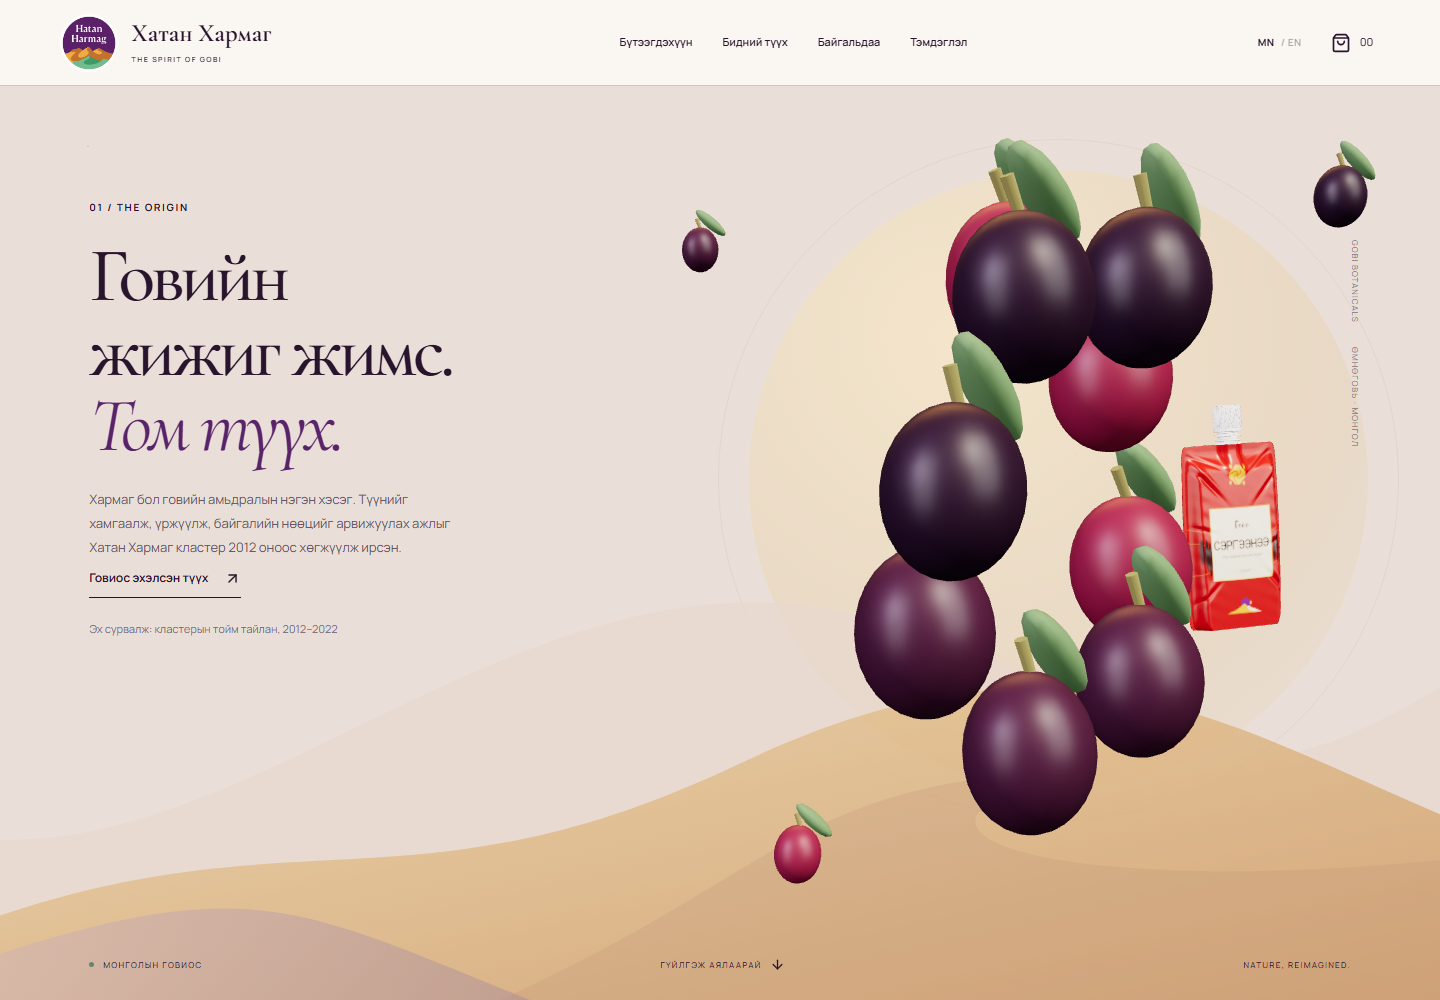 Hatan
Harmag
Хатан Хармаг
THE SPIRIT OF GOBI
Бүтээгдэхүүн
Бидний түүх
Байгальдаа
Тэмдэглэл
MN / EN
00
01 / THE ORIGIN
Говийн
жижиг жимс.
Том түүх.
Хармаг бол говийн амьдралын нэгэн хэсэг. Түүнийг
хамгаалж, үржүүлж, байгалийн нөөцийг арвижуулах ажлыг
Хатан Хармаг кластер 2012 оноос хөгжүүлж ирсэн.
Говиос эхэлсэн түүх
Эх сурвалж: кластерын тойм тайлан, 2012–2022
GOBI BOTANICALS
ӨМНӨГОВЬ · МОНГОЛ
СЭРГЭЭНЭЭ
МОНГОЛЫН ГОВИОС
ГҮЙЛГЭЖ АЯЛААРАЙ
NATURE, REIMAGINED.